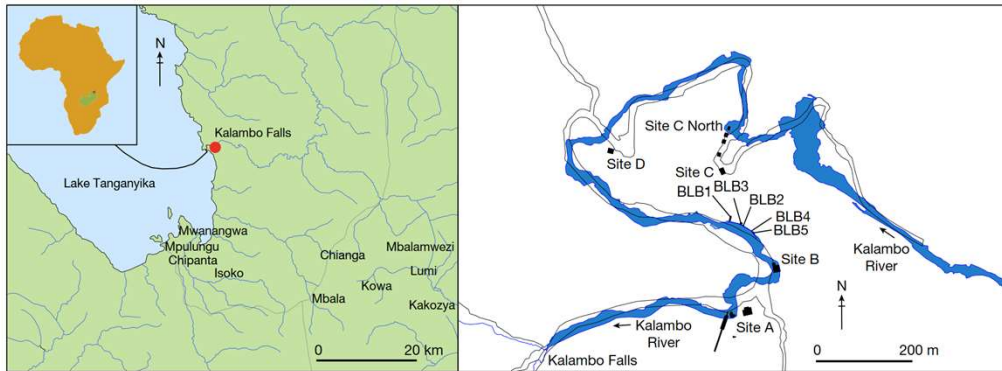 N
Kalambo Falls
Lake Tanganyika
Mwanangwa
Mpulungu
Chipanta
Isoko
Chianga
Mbalamwezi
Lumi
Kowa
Mbala
Kakozya
0 20 km
N
Site C North
Site D
Site C
BLB1
BLB3
BLB2
BLB4
BLB5
Kalambo
River
Site B
N
Site A
Kalambo
River
Kalambo Falls
0 200 m